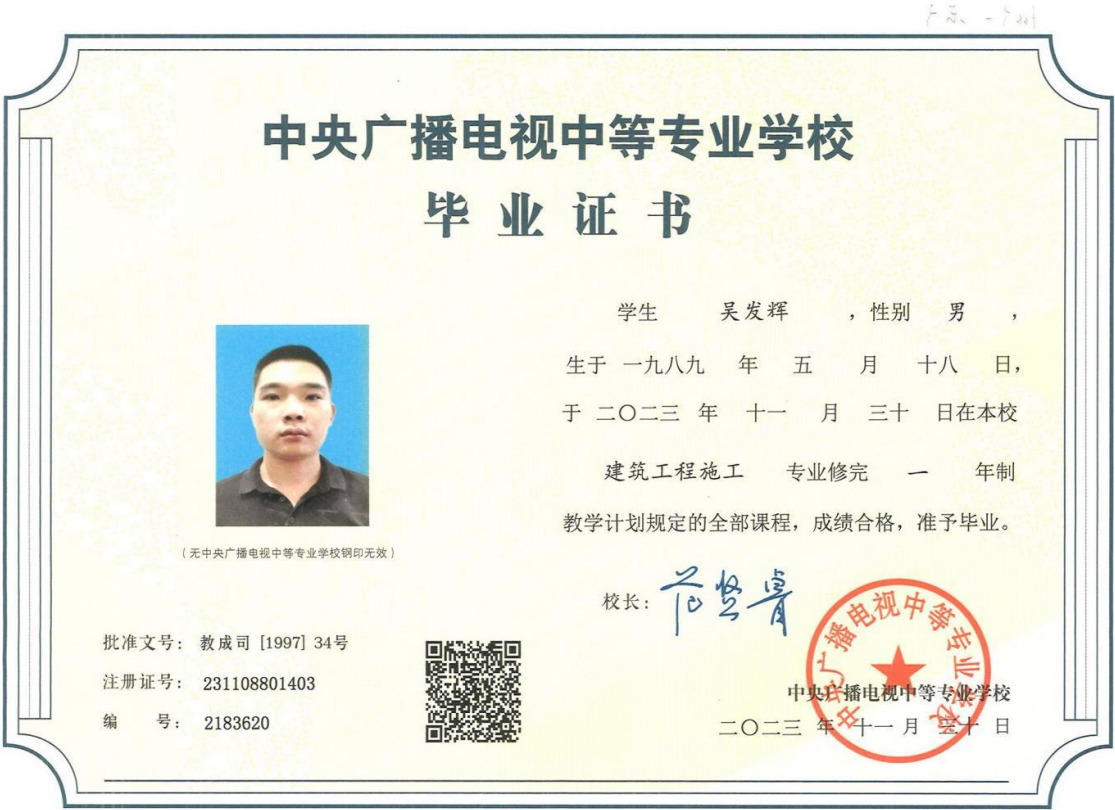 中央广播电视中等专业学校
毕业证书
学生 吴发辉 ，性别 男 ，
生于 一九八九 年 五 月 十八 日，
于 二〇二三 年 十一 月 三十 日在本校
建筑工程施工 专业修完 一 年制
教学计划规定的全部课程，成绩合格，准予毕业。
（无中央广播电视中等专业学校钢印无效）
校长：范贤睿
批准文号： 教成司 [1997] 34号
注册证号： 231108801403
编 号： 2183620
中央广播电视中等专业学校
中央广播电视中等专业学校
二〇二三 年 十一 月 三十 日